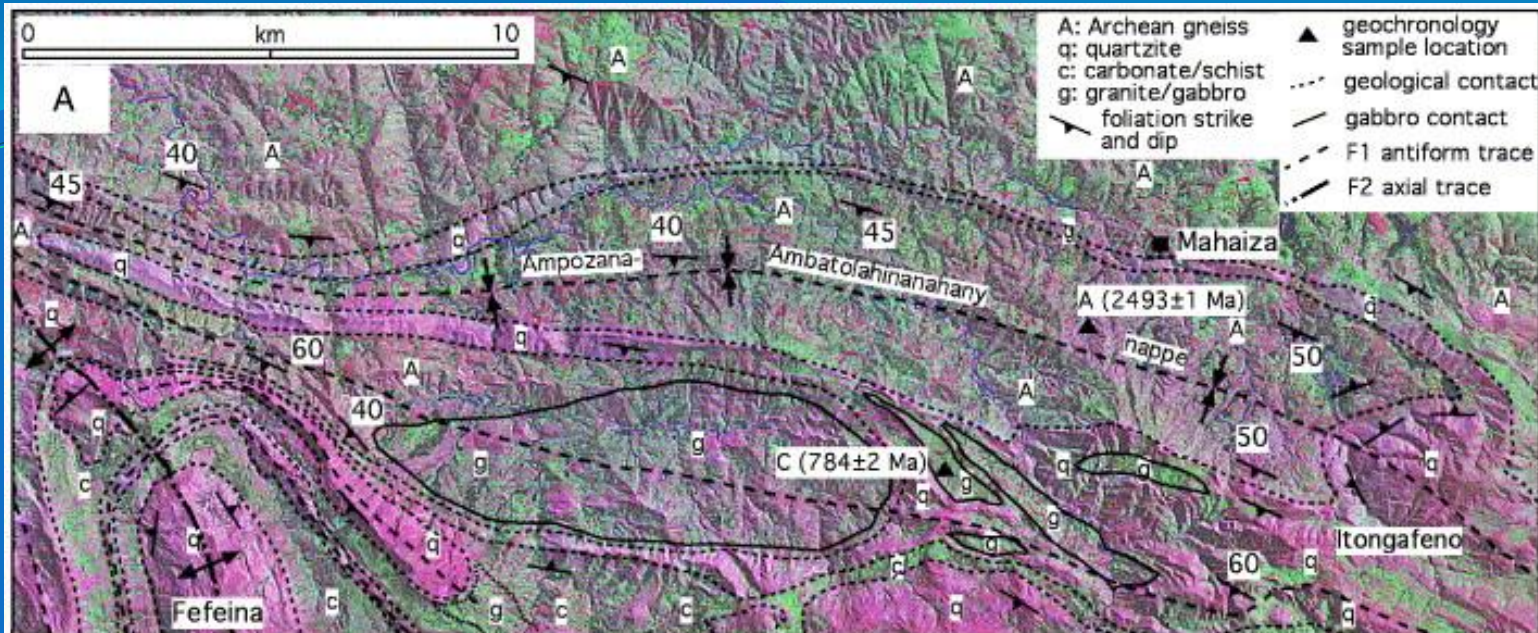 0 km 10
A
A: Archean gneiss
q: quartzite
c: carbonate/schist
g: granite/gabbro
foliation strike
and dip
geochronology
sample location
geological contact
gabbro contact
F1 antiform trace
F2 axial trace
A
A
40
A
A
45
A
40
45
g
Mahaiza
q
A
Ampozana-
Ambatolahinanahany
nappe
A (2493±1 Ma)
q
A
A
q
q
60
q
50
A
A
40
50
q
g
g
C (784±2 Ma)
q
g
q
g
q
c
g
Itongafeno
q
q
q
c
60
q
Fefeina
c
g
c
c
q
q